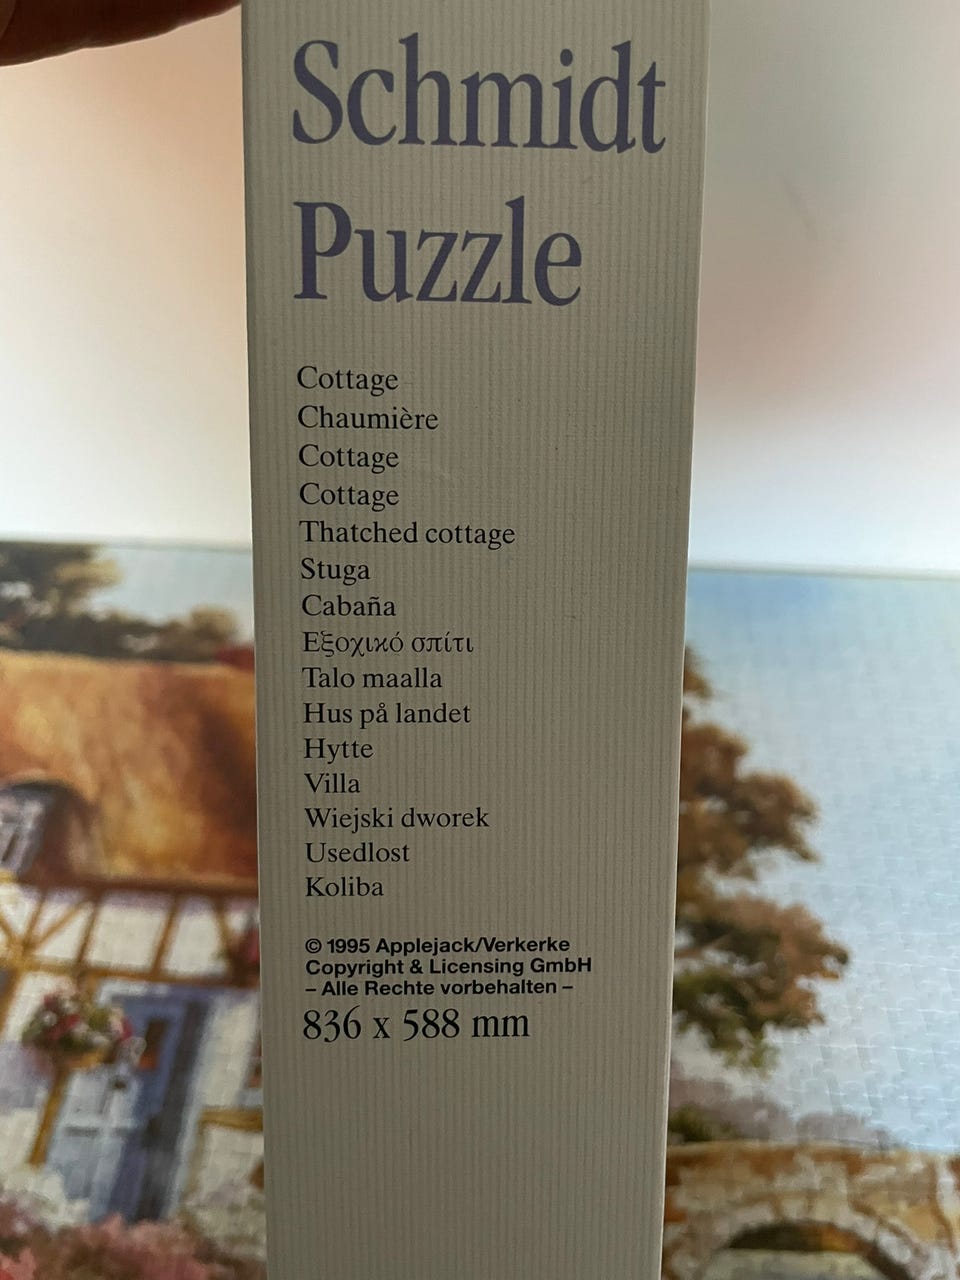 Schmidt
Puzzle
Cottage
Chaumière
Cottage
Cottage
Thatched cottage
Stuga
Cabaña
Εξοχικό σπίτι
Talo maalla
Hus på landet
Hytte
Villa
Wiejski dworek
Usedlost
Koliba
© 1995 Applejack/Verkerke
Copyright & Licensing GmbH
– Alle Rechte vorbehalten –
836 x 588 mm